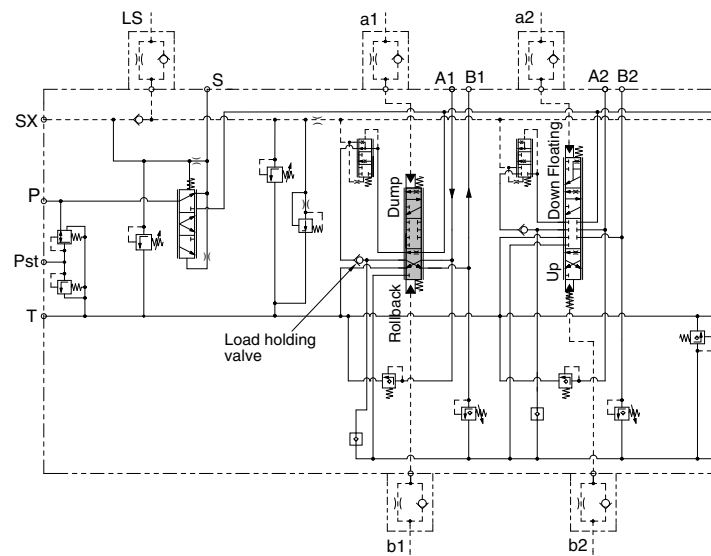 LS
a1
a2
S
A1
B1
A2
B2
SX
P
Pst
T
Dump
Rollback
Down Floating
Up
Load holding
valve
b1
b2